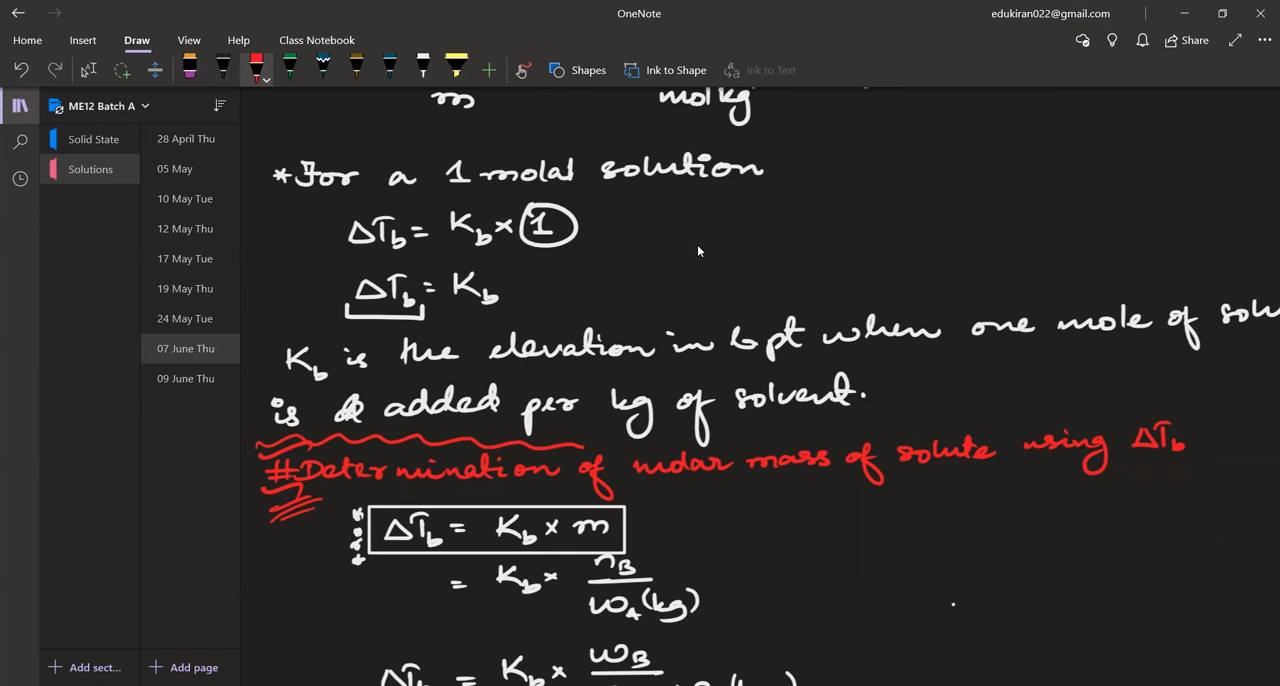 OneNote
edukiran022@gmail.com
Home Insert Draw View Help Class Notebook
Share
Shapes Ink to Shape Ink to Text
ME12 Batch A
Solid State
Solutions
28 April Thu
05 May
10 May Tue
12 May Thu
17 May Tue
19 May Thu
24 May Tue
07 June Thu
09 June Thu
Add sect...
Add page
m mol kg
*For a 1 molal solution
ΔTb = Kb × 1
ΔTb = Kb
Kb is the elevation in b pt when one mole of solu
is added per kg of solvent.
#Determination of molar mass of solute using ΔTb
ΔTb = Kb × m
= Kb × nB / wA (kg)
ΔTb = Kb × wB